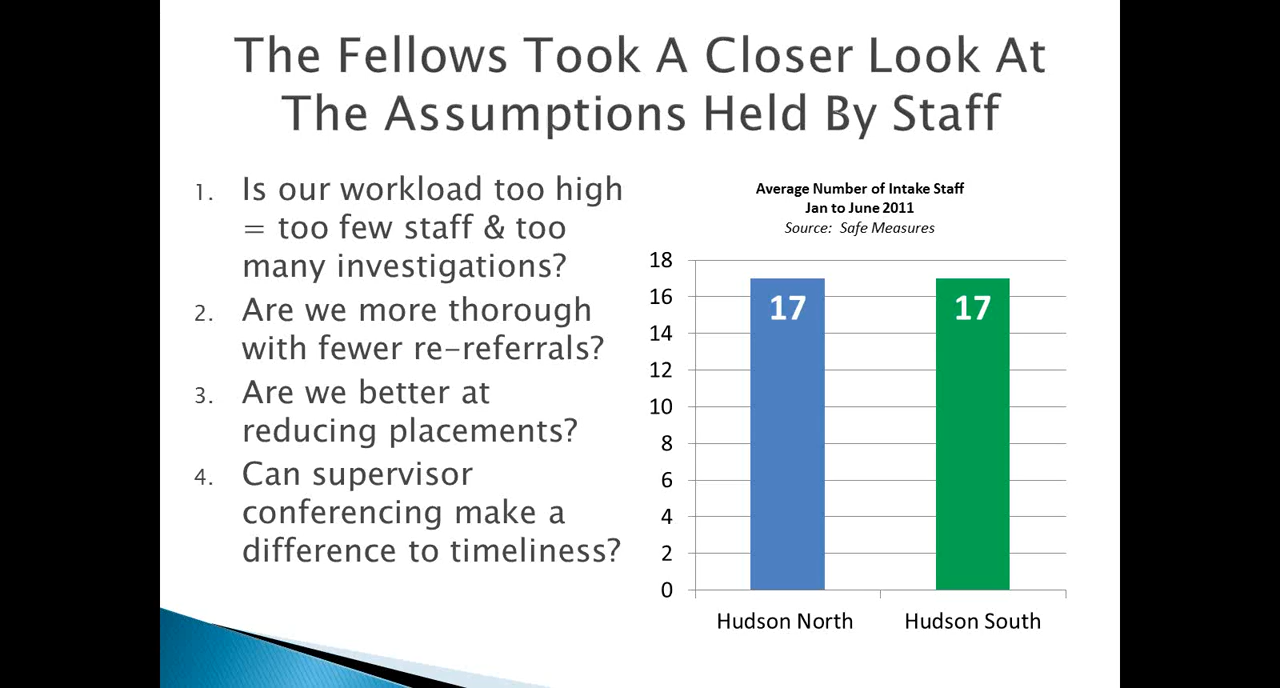 The Fellows Took A Closer Look At
The Assumptions Held By Staff
1. Is our workload too high
= too few staff & too
many investigations?
2. Are we more thorough
with fewer re-referrals?
3. Are we better at
reducing placements?
4. Can supervisor
conferencing make a
difference to timeliness?
Average Number of Intake Staff
Jan to June 2011
Source: Safe Measures
18
16
14
12
10
8
6
4
2
0
17
17
Hudson North
Hudson South